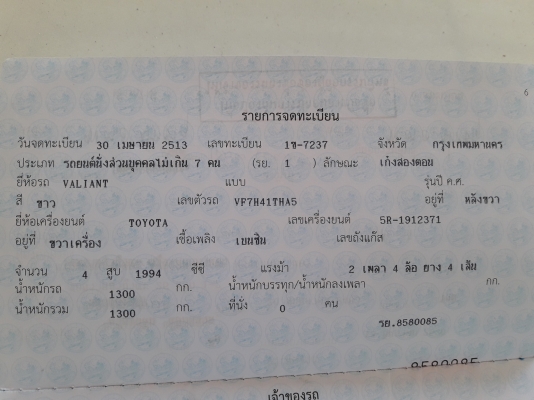 6
รายการจดทะเบียน
วันจดทะเบียน 30 เมษายน 2513 เลขทะเบียน 1ข-7237 จังหวัด กรุงเทพมหานคร
ประเภท รถยนต์นั่งส่วนบุคคลไม่เกิน 7 คน (รย. 1 ) ลักษณะ เก๋งสองตอน
ยี่ห้อรถ VALIANT แบบ รุ่นปี ค.ศ.
สี ขาว เลขตัวรถ VF7H41THA5 อยู่ที่ หลังขวา
ยี่ห้อเครื่องยนต์ TOYOTA เลขเครื่องยนต์ 5R-1912371
อยู่ที่ ขวาเครื่อง เชื้อเพลิง เบนซิน เลขถังแก๊ส
จำนวน 4 สูบ 1994 ซีซี แรงม้า 2 เพลา 4 ล้อ ยาง 4 เส้น
น้ำหนักรถ 1300 กก. น้ำหนักบรรทุก/น้ำหนักลงเพลา กก.
น้ำหนักรวม 1300 กก. ที่นั่ง 0 คน
รย.8580085
8580085
เจ้าของรถ